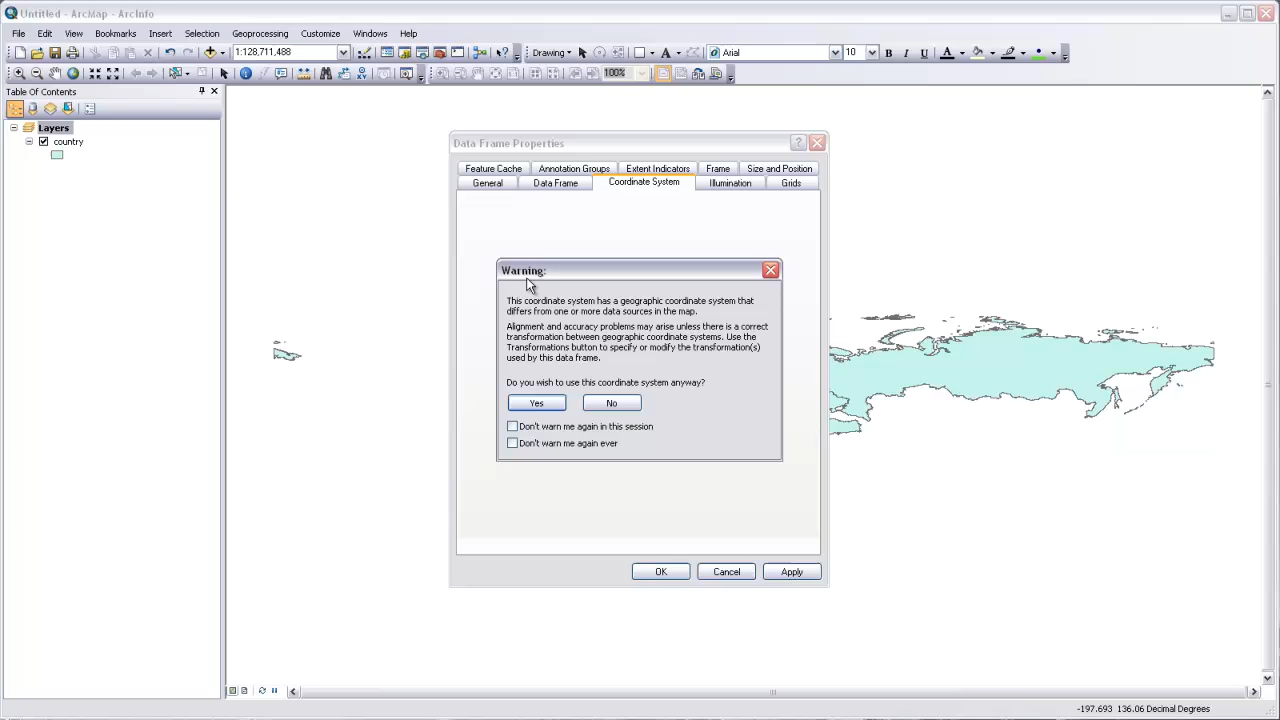 Untitled - ArcMap - ArcInfo
File Edit View Bookmarks Insert Selection Geoprocessing Customize Windows Help
1:128,711,488 Drawing Arial 10 B I U A
100%
Table Of Contents
Layers
country
Data Frame Properties
Feature Cache Annotation Groups Extent Indicators Frame Size and Position
General Data Frame Coordinate System Illumination Grids
Warning:
This coordinate system has a geographic coordinate system that
differs from one or more data sources in the map.
Alignment and accuracy problems may arise unless there is a correct
transformation between geographic coordinate systems. Use the
Transformations button to specify or modify the transformation(s)
used by this data frame.
Do you wish to use this coordinate system anyway?
Yes No
Don't warn me again in this session
Don't warn me again ever
OK Cancel Apply
-197.693 136.06 Decimal Degrees